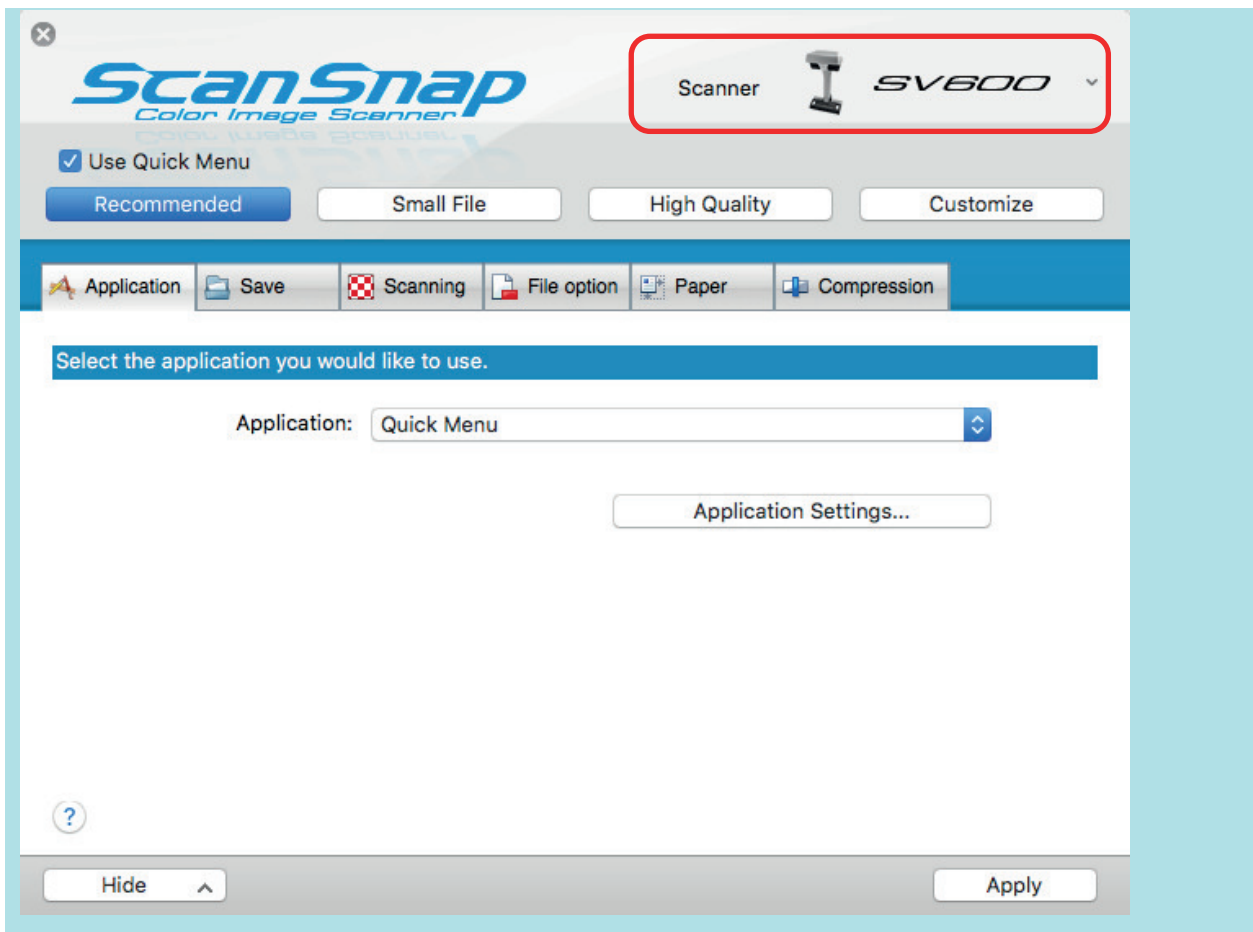 ScanSnap
Color Image Scanner
Scanner SV600
Use Quick Menu
Recommended Small File High Quality Customize
Application Save Scanning File option Paper Compression
Select the application you would like to use.
Application: Quick Menu
Application Settings...
?
Hide Apply